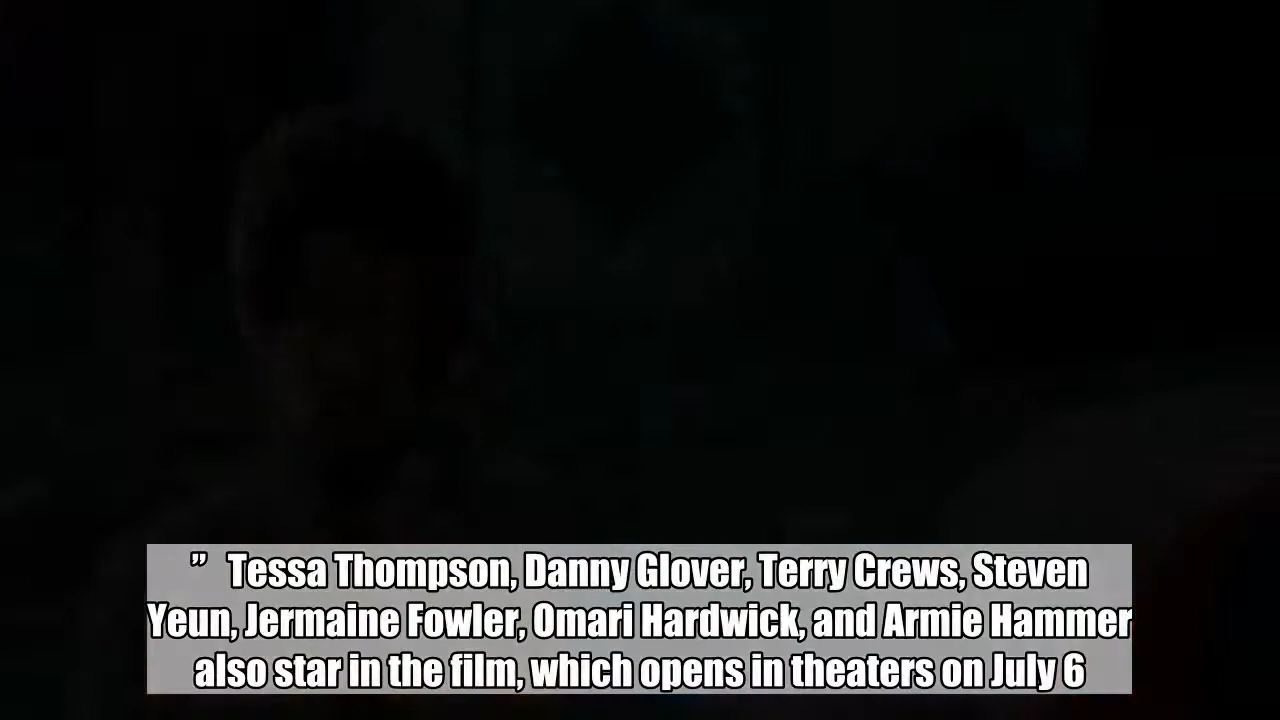 ” Tessa Thompson, Danny Glover, Terry Crews, Steven
Yeun, Jermaine Fowler, Omari Hardwick, and Armie Hammer
also star in the film, which opens in theaters on July 6